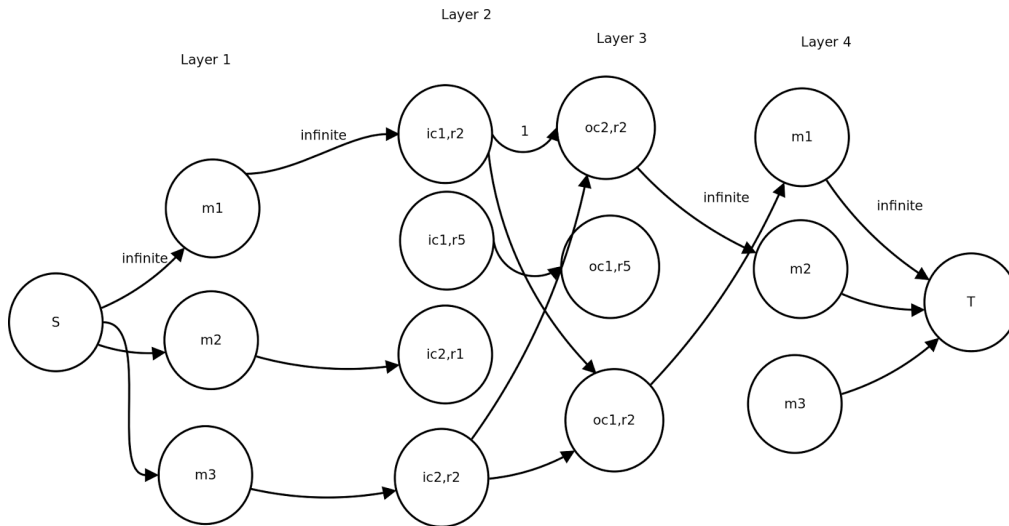 Layer 1
Layer 2
Layer 3
Layer 4
S
infinite
m1
m2
m3
infinite
ic1,r2
ic1,r5
ic2,r1
ic2,r2
1
oc2,r2
oc1,r5
oc1,r2
infinite
m1
m2
m3
infinite
T